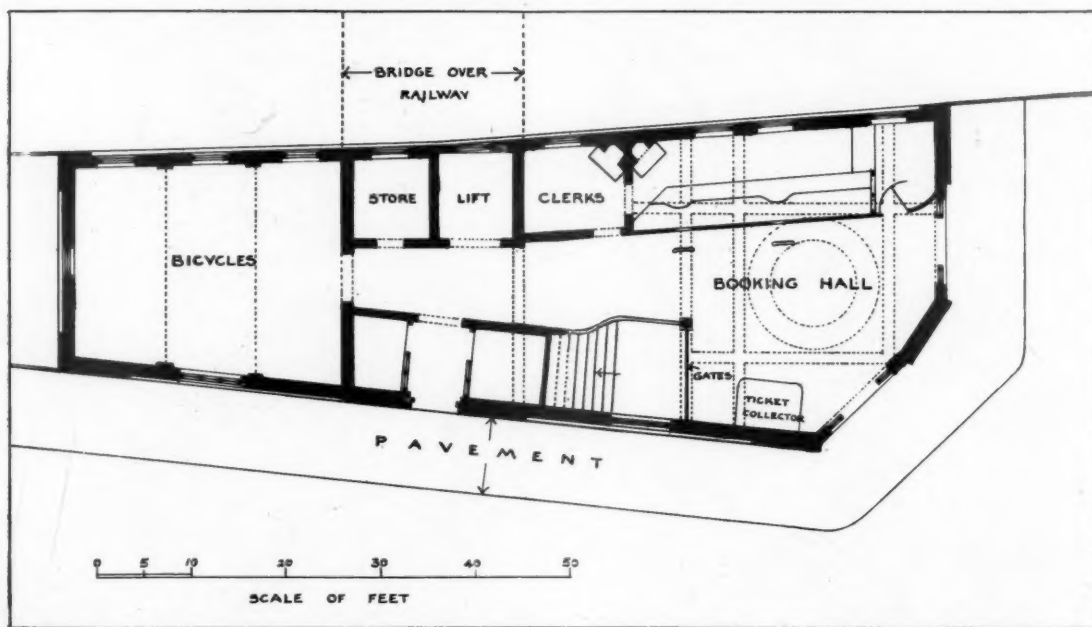 BRIDGE OVER
RAILWAY
STORE
LIFT
CLERKS
BICYCLES
BOOKING HALL
GATES
TICKET
COLLECTOR
PAVEMENT
0 5 10 20 30 40 50
SCALE OF FEET